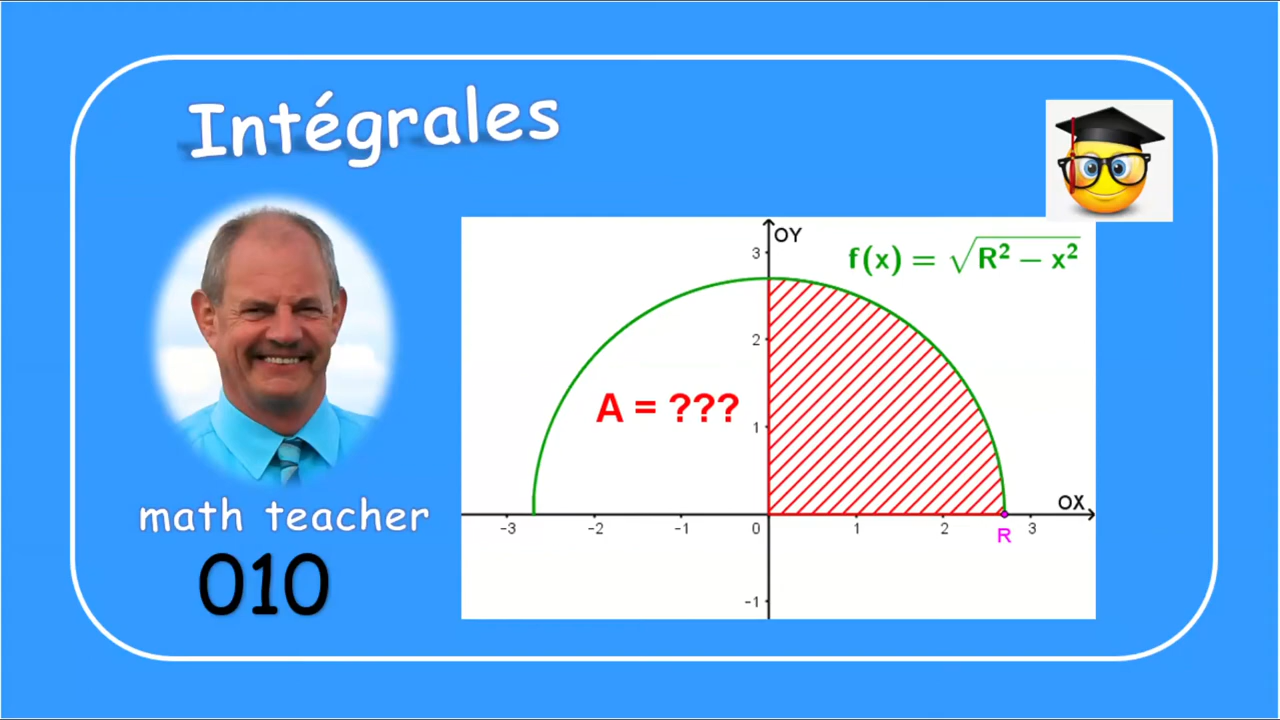 Intégrales
math teacher
010
OY
f(x) = √R² − x²
3
2
A = ???
1
OX
-3 -2 -1 0 1 2 3
R
-1